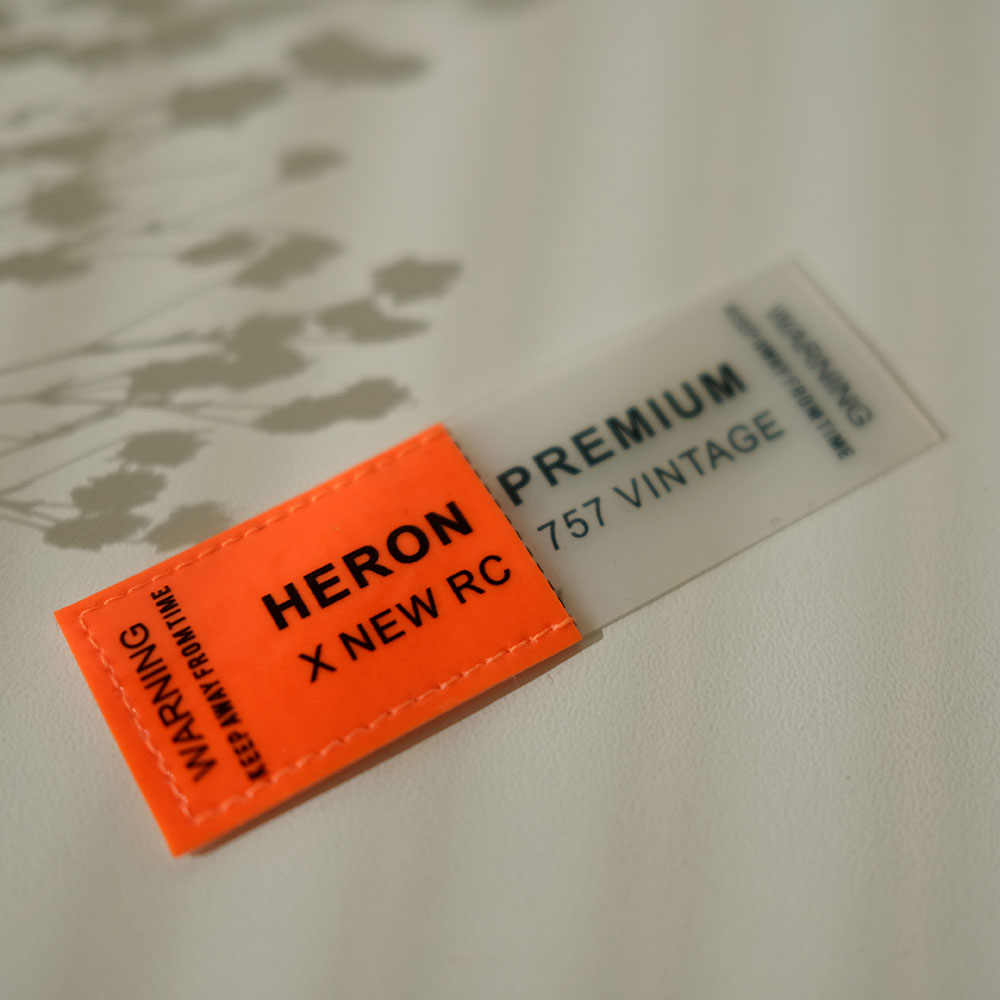 WARNING
KEEP AWAY FROM TIME
HERON
X NEW RC
PREMIUM
757 VINTAGE
WARNING
KEEP AWAY FROM TIME